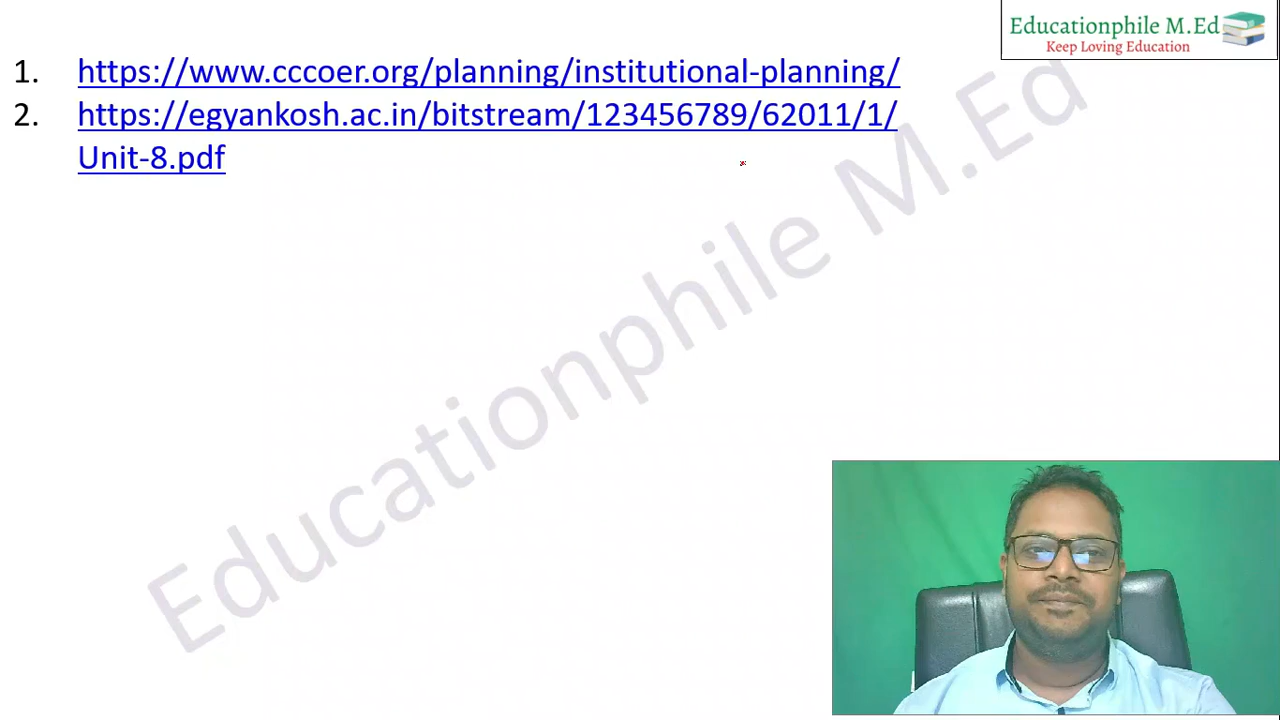 Educationphile M.Ed
Keep Loving Education
1. https://www.cccoer.org/planning/institutional-planning/
2. https://egyankosh.ac.in/bitstream/123456789/62011/1/
Unit-8.pdf
Educationphile M.Ed